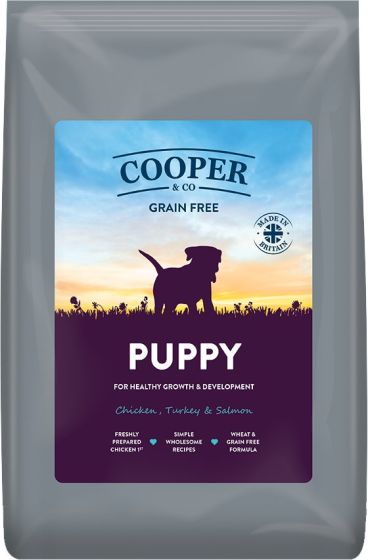 COOPER
& CO
GRAIN FREE
MADE IN
BRITAIN
PUPPY
FOR HEALTHY GROWTH & DEVELOPMENT
Chicken, Turkey & Salmon
FRESHLY
PREPARED
CHICKEN 1ST
SIMPLE
WHOLESOME
RECIPES
WHEAT &
GRAIN FREE
FORMULA